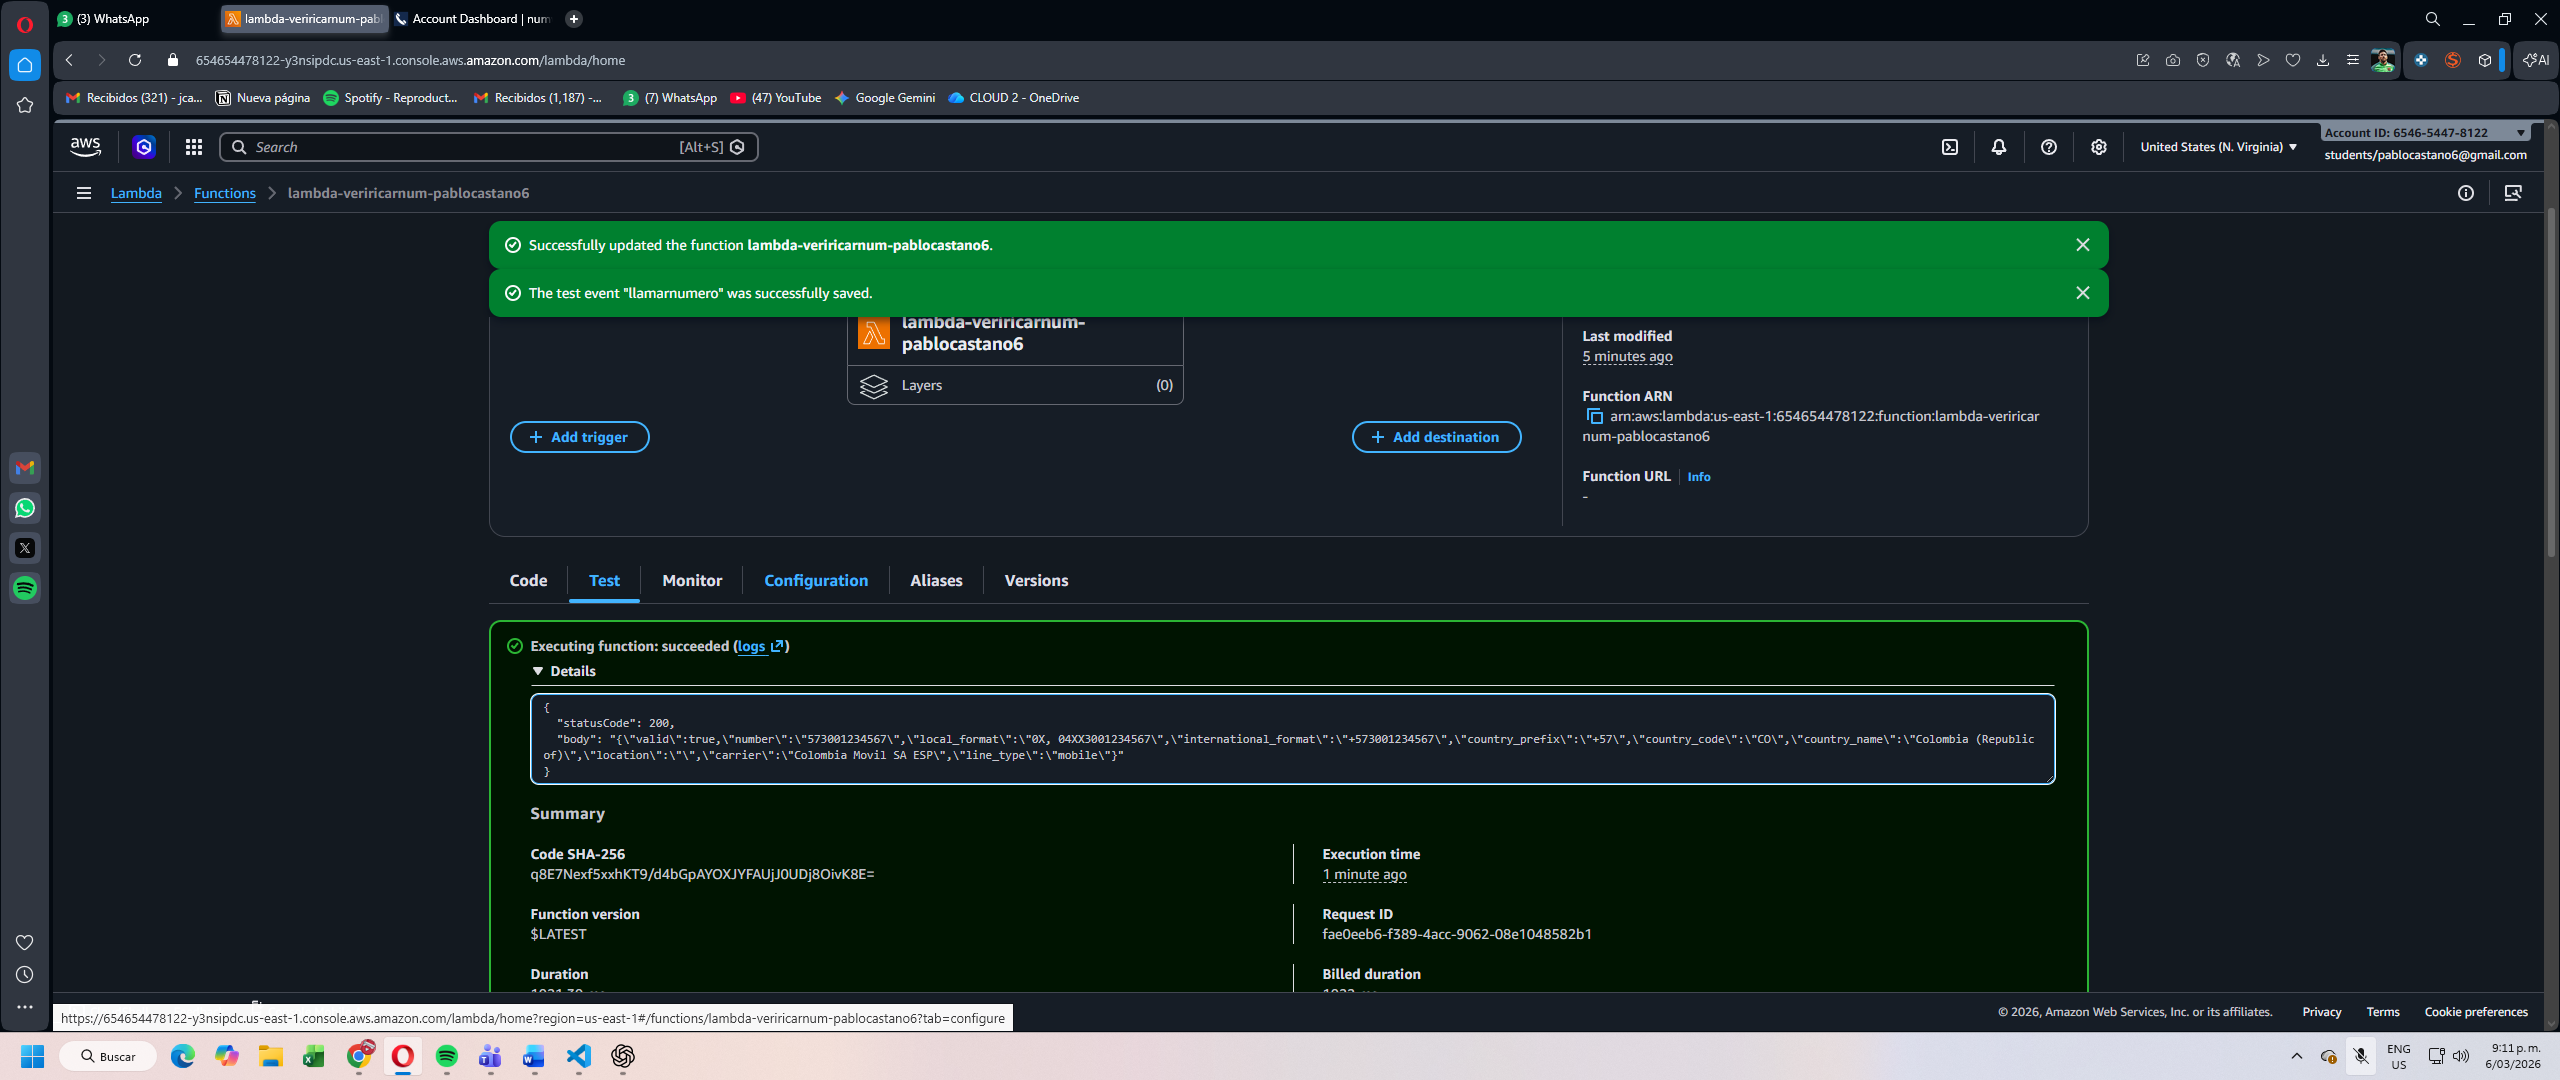 (3) WhatsApp
lambda-veriricarnum-pabl
Account Dashboard | num
654654478122-y3nsipdc.us-east-1.console.aws.amazon.com/lambda/home
AI
Recibidos (321) - jca...
Nueva página
Spotify - Reproduct...
Recibidos (1,187) -...
(7) WhatsApp
(47) YouTube
Google Gemini
CLOUD 2 - OneDrive
aws
Search
[Alt+S]
United States (N. Virginia)
Account ID: 6546-5447-8122
students/pablocastano6@gmail.com
Lambda
Functions
lambda-veriricarnum-pablocastano6
Successfully updated the function lambda-veriricarnum-pablocastano6.
The test event "llamarnumero" was successfully saved.
lambda-veriricarnum-
pablocastano6
Layers
(0)
Add trigger
Add destination
Last modified
5 minutes ago
Function ARN
arn:aws:lambda:us-east-1:654654478122:function:lambda-veriricar
num-pablocastano6
Function URL
Info
-
Code
Test
Monitor
Configuration
Aliases
Versions
Executing function: succeeded (logs)
Details
{
"statusCode": 200,
"body": "{\"valid\":true,\"number\":\"573001234567\",\"local_format\":\"0X, 04XX3001234567\",\"international_format\":\"+573001234567\",\"country_prefix\":\"+57\",\"country_code\":\"CO\",\"country_name\":\"Colombia (Republic
of)\",\"location\":\"\",\"carrier\":\"Colombia Movil SA ESP\",\"line_type\":\"mobile\"}"
}
Summary
Code SHA-256
q8E7Nexf5xxhKT9/d4bGpAYOXJYFAUjJ0UDj8OivK8E=
Execution time
1 minute ago
Function version
$LATEST
Request ID
fae0eeb6-f389-4acc-9062-08e1048582b1
Duration
Billed duration
https://654654478122-y3nsipdc.us-east-1.console.aws.amazon.com/lambda/home?region=us-east-1#/functions/lambda-veriricarnum-pablocastano6?tab=configure
© 2026, Amazon Web Services, Inc. or its affiliates.
Privacy
Terms
Cookie preferences
Buscar
ENG
US
9:11 p. m.
6/03/2026